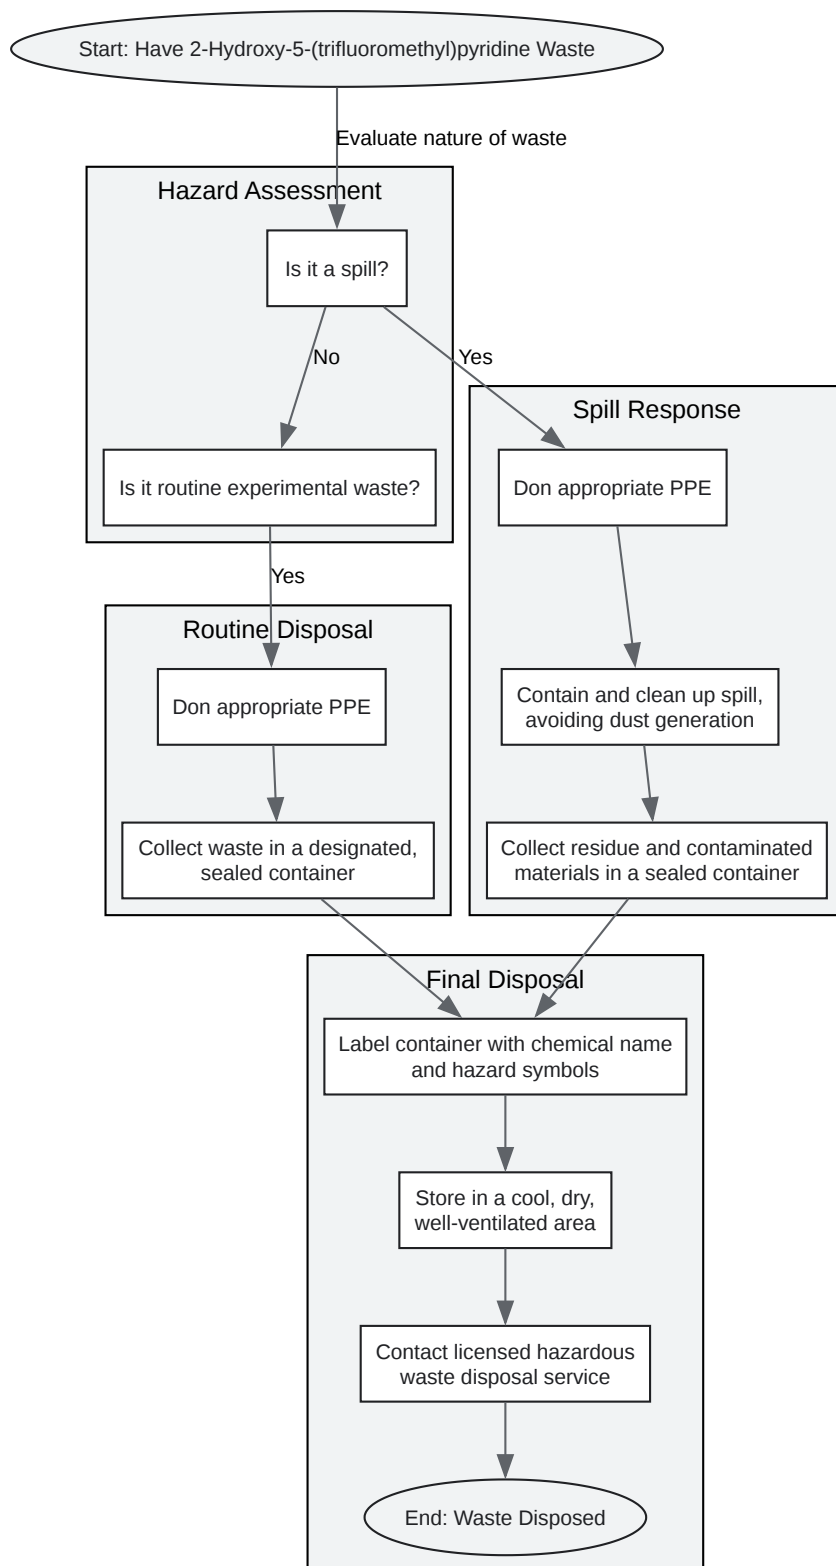 Start: Have 2-Hydroxy-5-(trifluoromethyl)pyridine Waste
Evaluate nature of waste
Hazard Assessment
Is it a spill?
No
Yes
Is it routine experimental waste?
Yes
Spill Response
Don appropriate PPE
Contain and clean up spill,
avoiding dust generation
Collect residue and contaminated
materials in a sealed container
Routine Disposal
Don appropriate PPE
Collect waste in a designated,
sealed container
Final Disposal
Label container with chemical name
and hazard symbols
Store in a cool, dry,
well-ventilated area
Contact licensed hazardous
waste disposal service
End: Waste Disposed